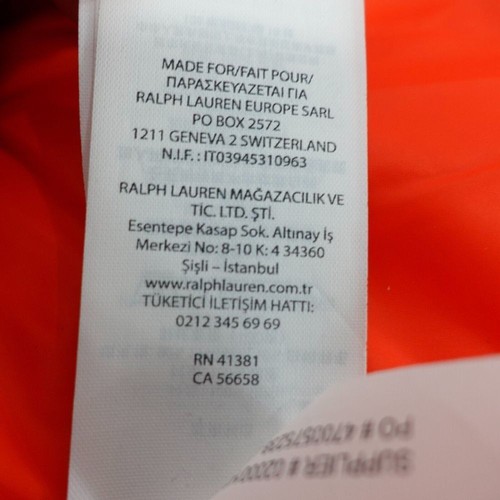 MADE FOR/FAIT POUR/
ΠΑΡΑΣΚΕΥΑΖΕΤΑΙ ΓΙΑ
RALPH LAUREN EUROPE SARL
PO BOX 2572
1211 GENEVA 2 SWITZERLAND
N.I.F. : IT03945310963
RALPH LAUREN MAĞAZACILIK VE
TİC. LTD. ŞTİ.
Esentepe Kasap Sok. Altınay İş
Merkezi No: 8-10 K: 4 34360
Şişli – İstanbul
www.ralphlauren.com.tr
TÜKETİCİ İLETİŞİM HATTI:
0212 345 69 69
RN 41381
CA 56658
PO #
SUPPLIER #